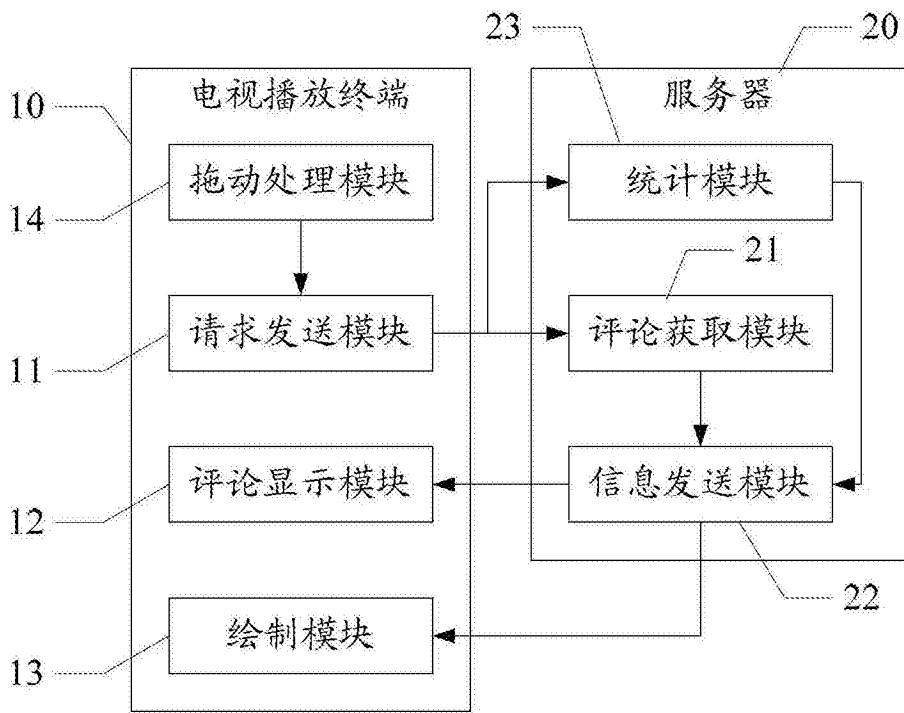 23
20
电视播放终端
服务器
10
拖动处理模块
统计模块
14
21
请求发送模块
评论获取模块
11
评论显示模块
信息发送模块
12
22
绘制模块
13